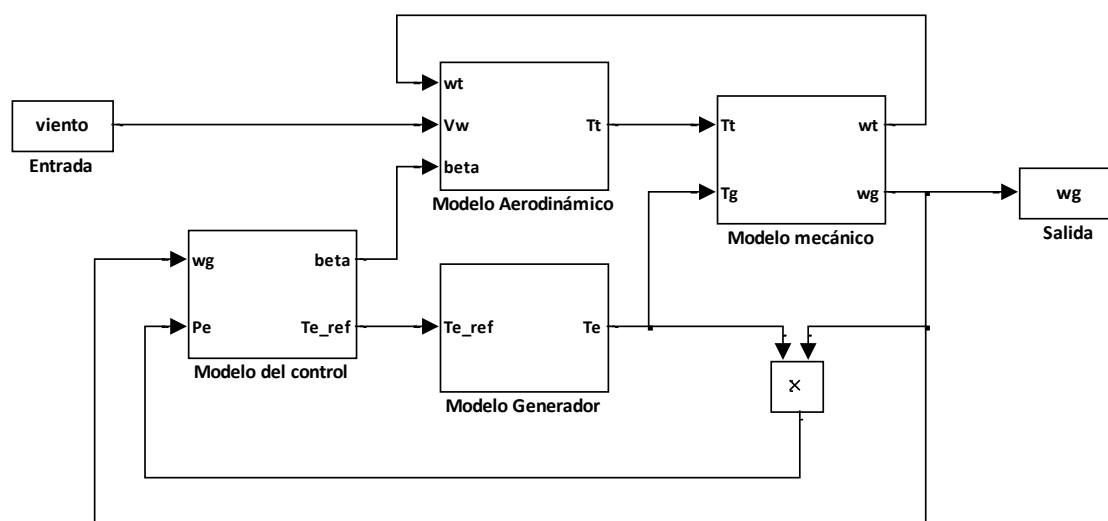 viento
Entrada
wt
Vw
beta
Tt
Modelo Aerodinámico
Tt
Tg
wt
wg
Modelo mecánico
wg
Salida
wg
Pe
beta
Te_ref
Modelo del control
Te_ref
Te
Modelo Generador
×